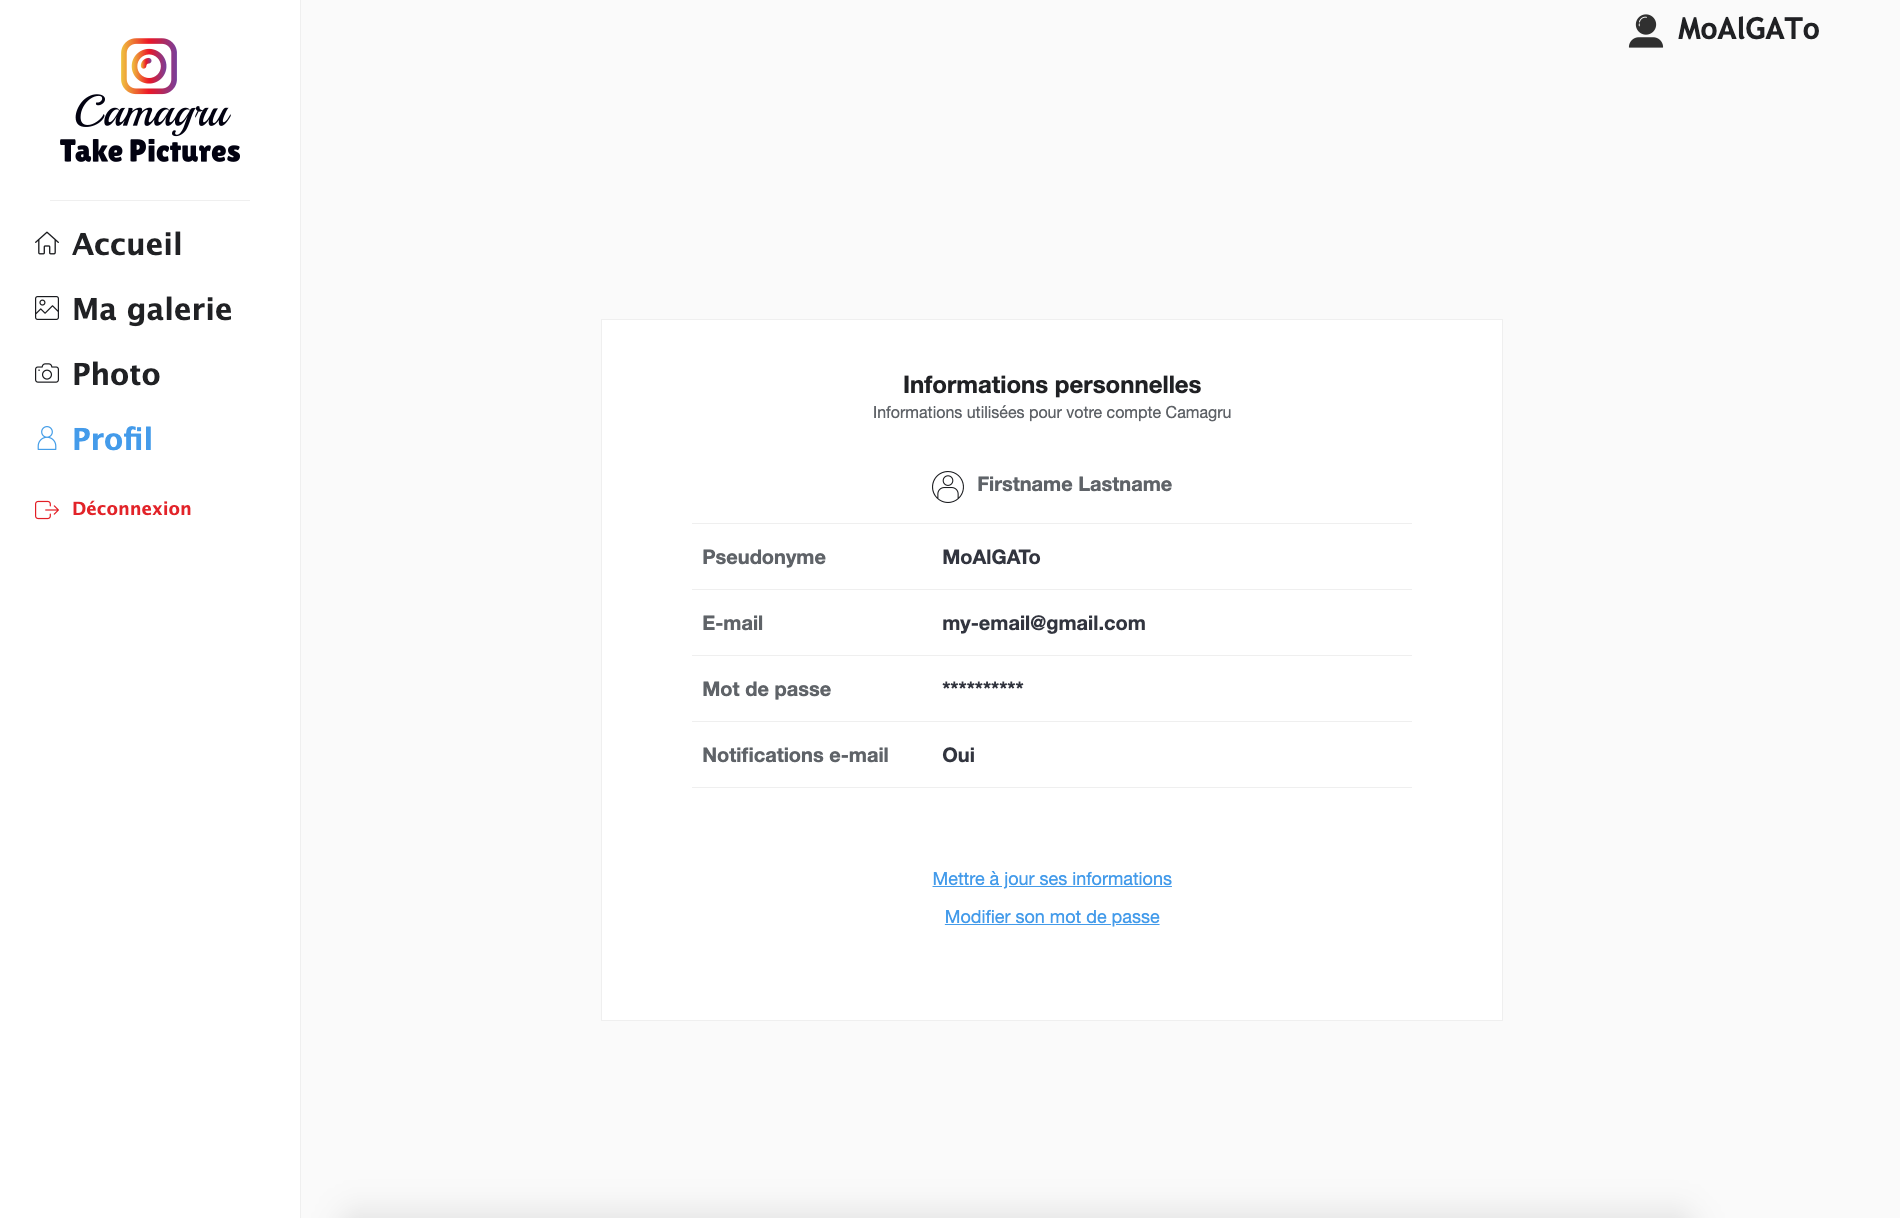 Camagru
Take Pictures
Accueil
Ma galerie
Photo
Profil
Déconnexion
MoAlGATo
Informations personnelles
Informations utilisées pour votre compte Camagru
Firstname Lastname
Pseudonyme MoAlGATo
E-mail my-email@gmail.com
Mot de passe **********
Notifications e-mail Oui
Mettre à jour ses informations
Modifier son mot de passe